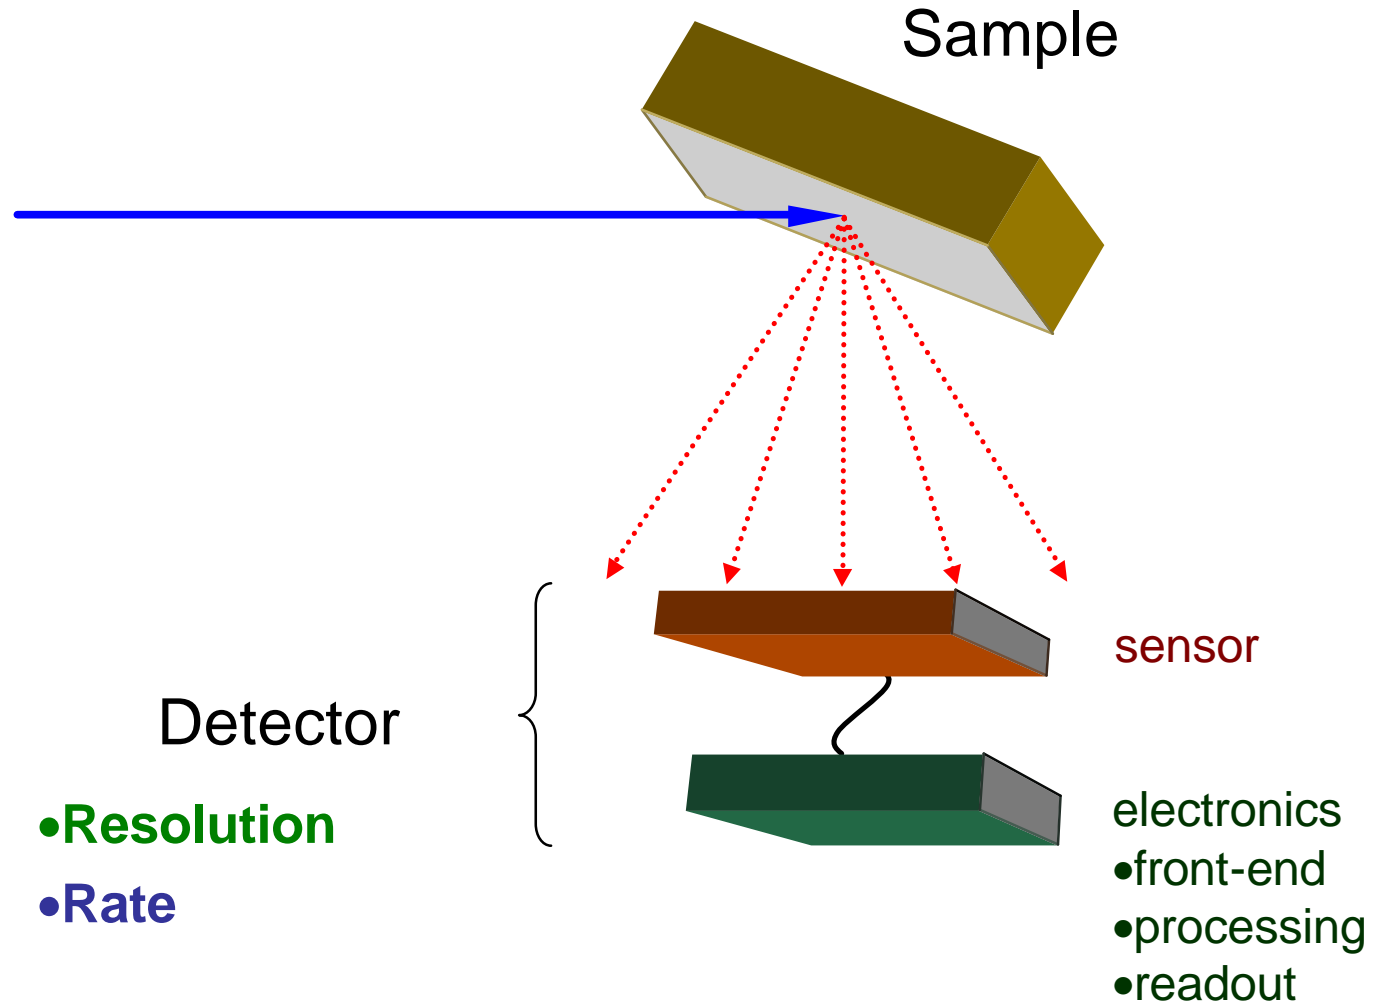 Sample
sensor
Detector
•Resolution
•Rate
electronics
•front-end
•processing
•readout